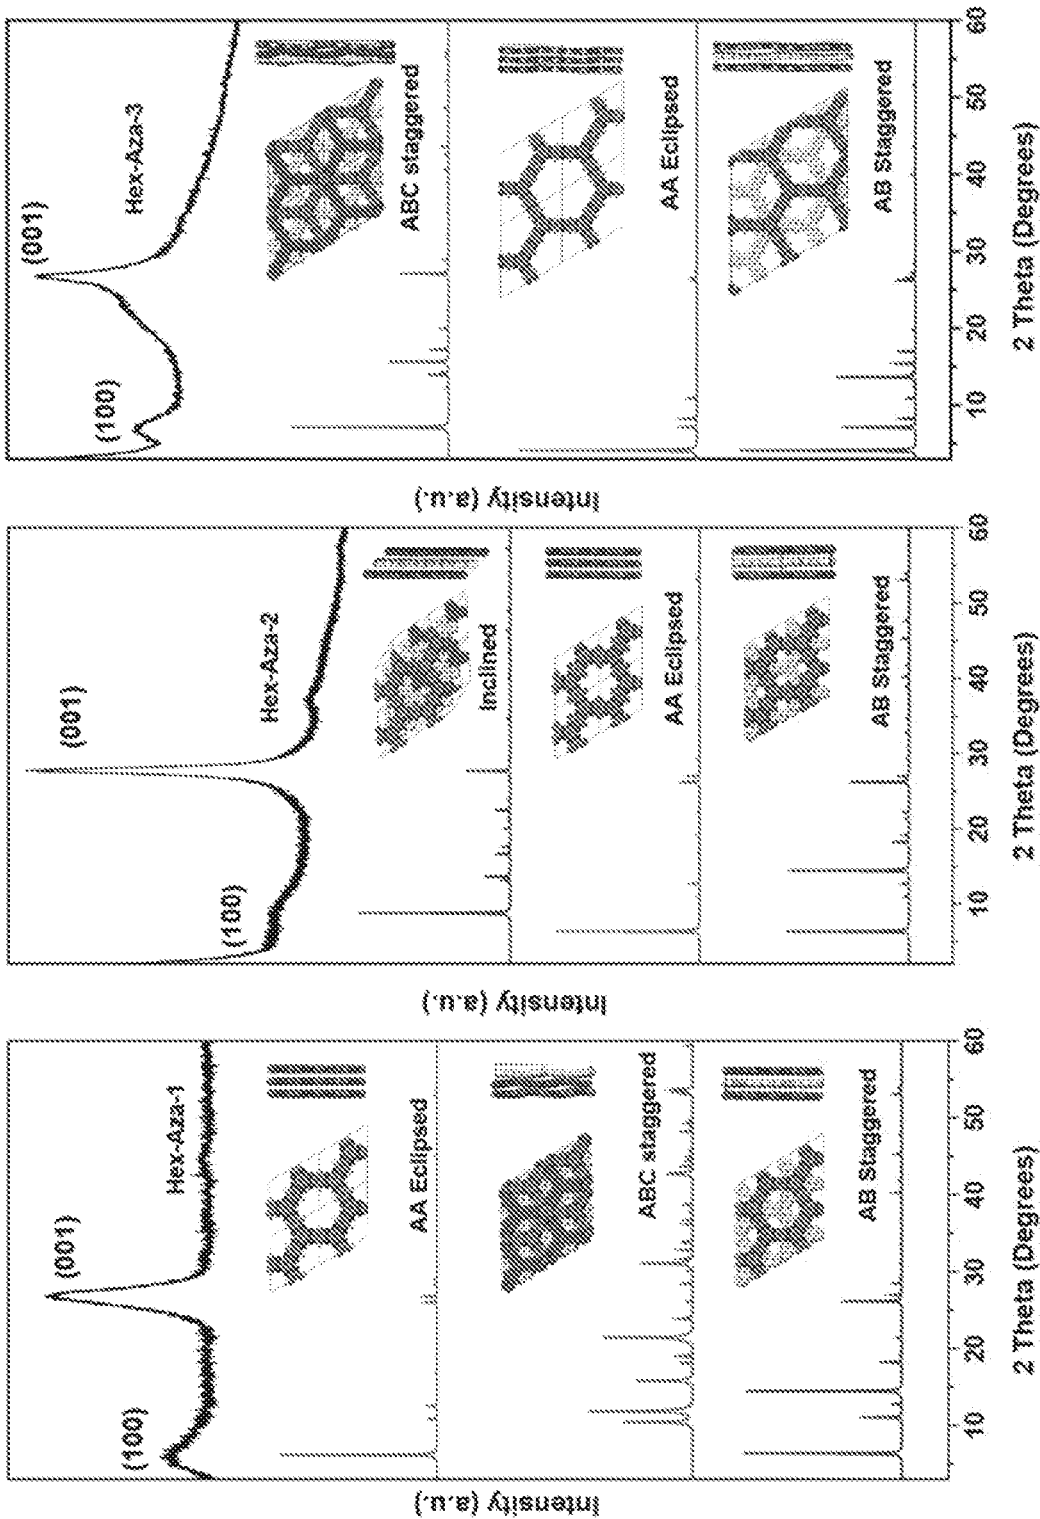 Intensity (a.u.)
(100)
(001)
Hex-Aza-1
AA Eclipsed
ABC staggered
AB Staggered
10
20
30
40
50
60
2 Theta (Degrees)
Intensity (a.u.)
(100)
(001)
Hex-Aza-2
Inclined
AA Eclipsed
AB Staggered
10
20
30
40
50
60
2 Theta (Degrees)
Intensity (a.u.)
(100)
(001)
Hex-Aza-3
ABC staggered
AA Eclipsed
AB Staggered
10
20
30
40
50
60
2 Theta (Degrees)